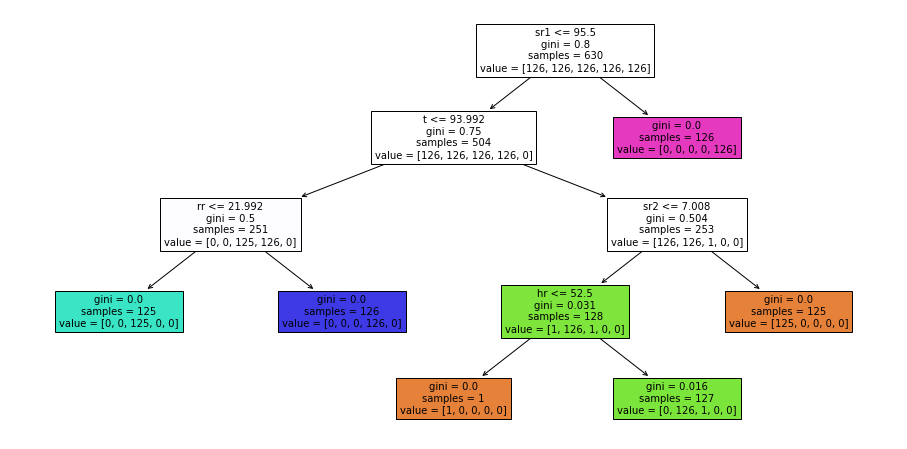 sr1 <= 95.5
gini = 0.8
samples = 630
value = [126, 126, 126, 126, 126]
t <= 93.992
gini = 0.75
samples = 504
value = [126, 126, 126, 126, 0]
gini = 0.0
samples = 126
value = [0, 0, 0, 0, 126]
rr <= 21.992
gini = 0.5
samples = 251
value = [0, 0, 125, 126, 0]
sr2 <= 7.008
gini = 0.504
samples = 253
value = [126, 126, 1, 0, 0]
gini = 0.0
samples = 125
value = [0, 0, 125, 0, 0]
gini = 0.0
samples = 126
value = [0, 0, 0, 126, 0]
hr <= 52.5
gini = 0.031
samples = 128
value = [1, 126, 1, 0, 0]
gini = 0.0
samples = 125
value = [125, 0, 0, 0, 0]
gini = 0.0
samples = 1
value = [1, 0, 0, 0, 0]
gini = 0.016
samples = 127
value = [0, 126, 1, 0, 0]